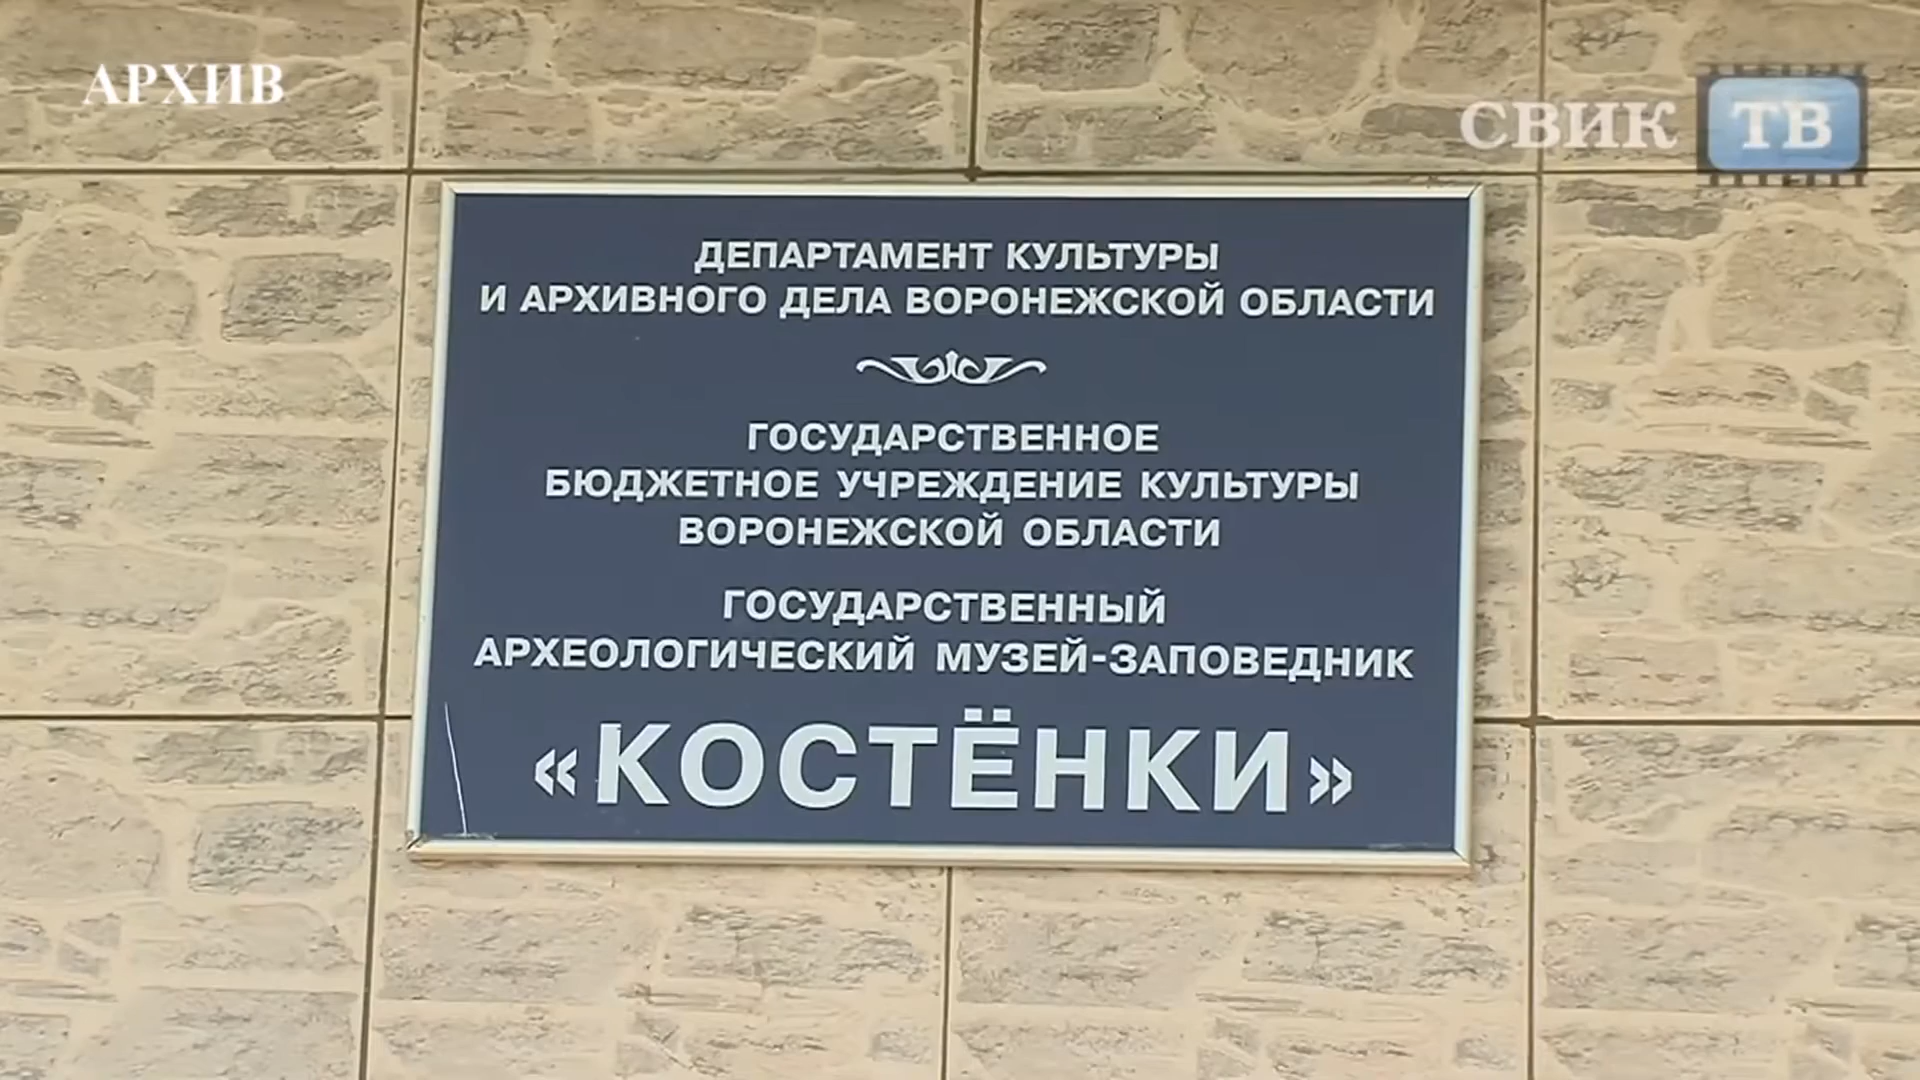 АРХИВ
СВИК ТВ
ДЕПАРТАМЕНТ КУЛЬТУРЫ
И АРХИВНОГО ДЕЛА ВОРОНЕЖСКОЙ ОБЛАСТИ
ГОСУДАРСТВЕННОЕ
БЮДЖЕТНОЕ УЧРЕЖДЕНИЕ КУЛЬТУРЫ
ВОРОНЕЖСКОЙ ОБЛАСТИ
ГОСУДАРСТВЕННЫЙ
АРХЕОЛОГИЧЕСКИЙ МУЗЕЙ-ЗАПОВЕДНИК
«КОСТЁНКИ»